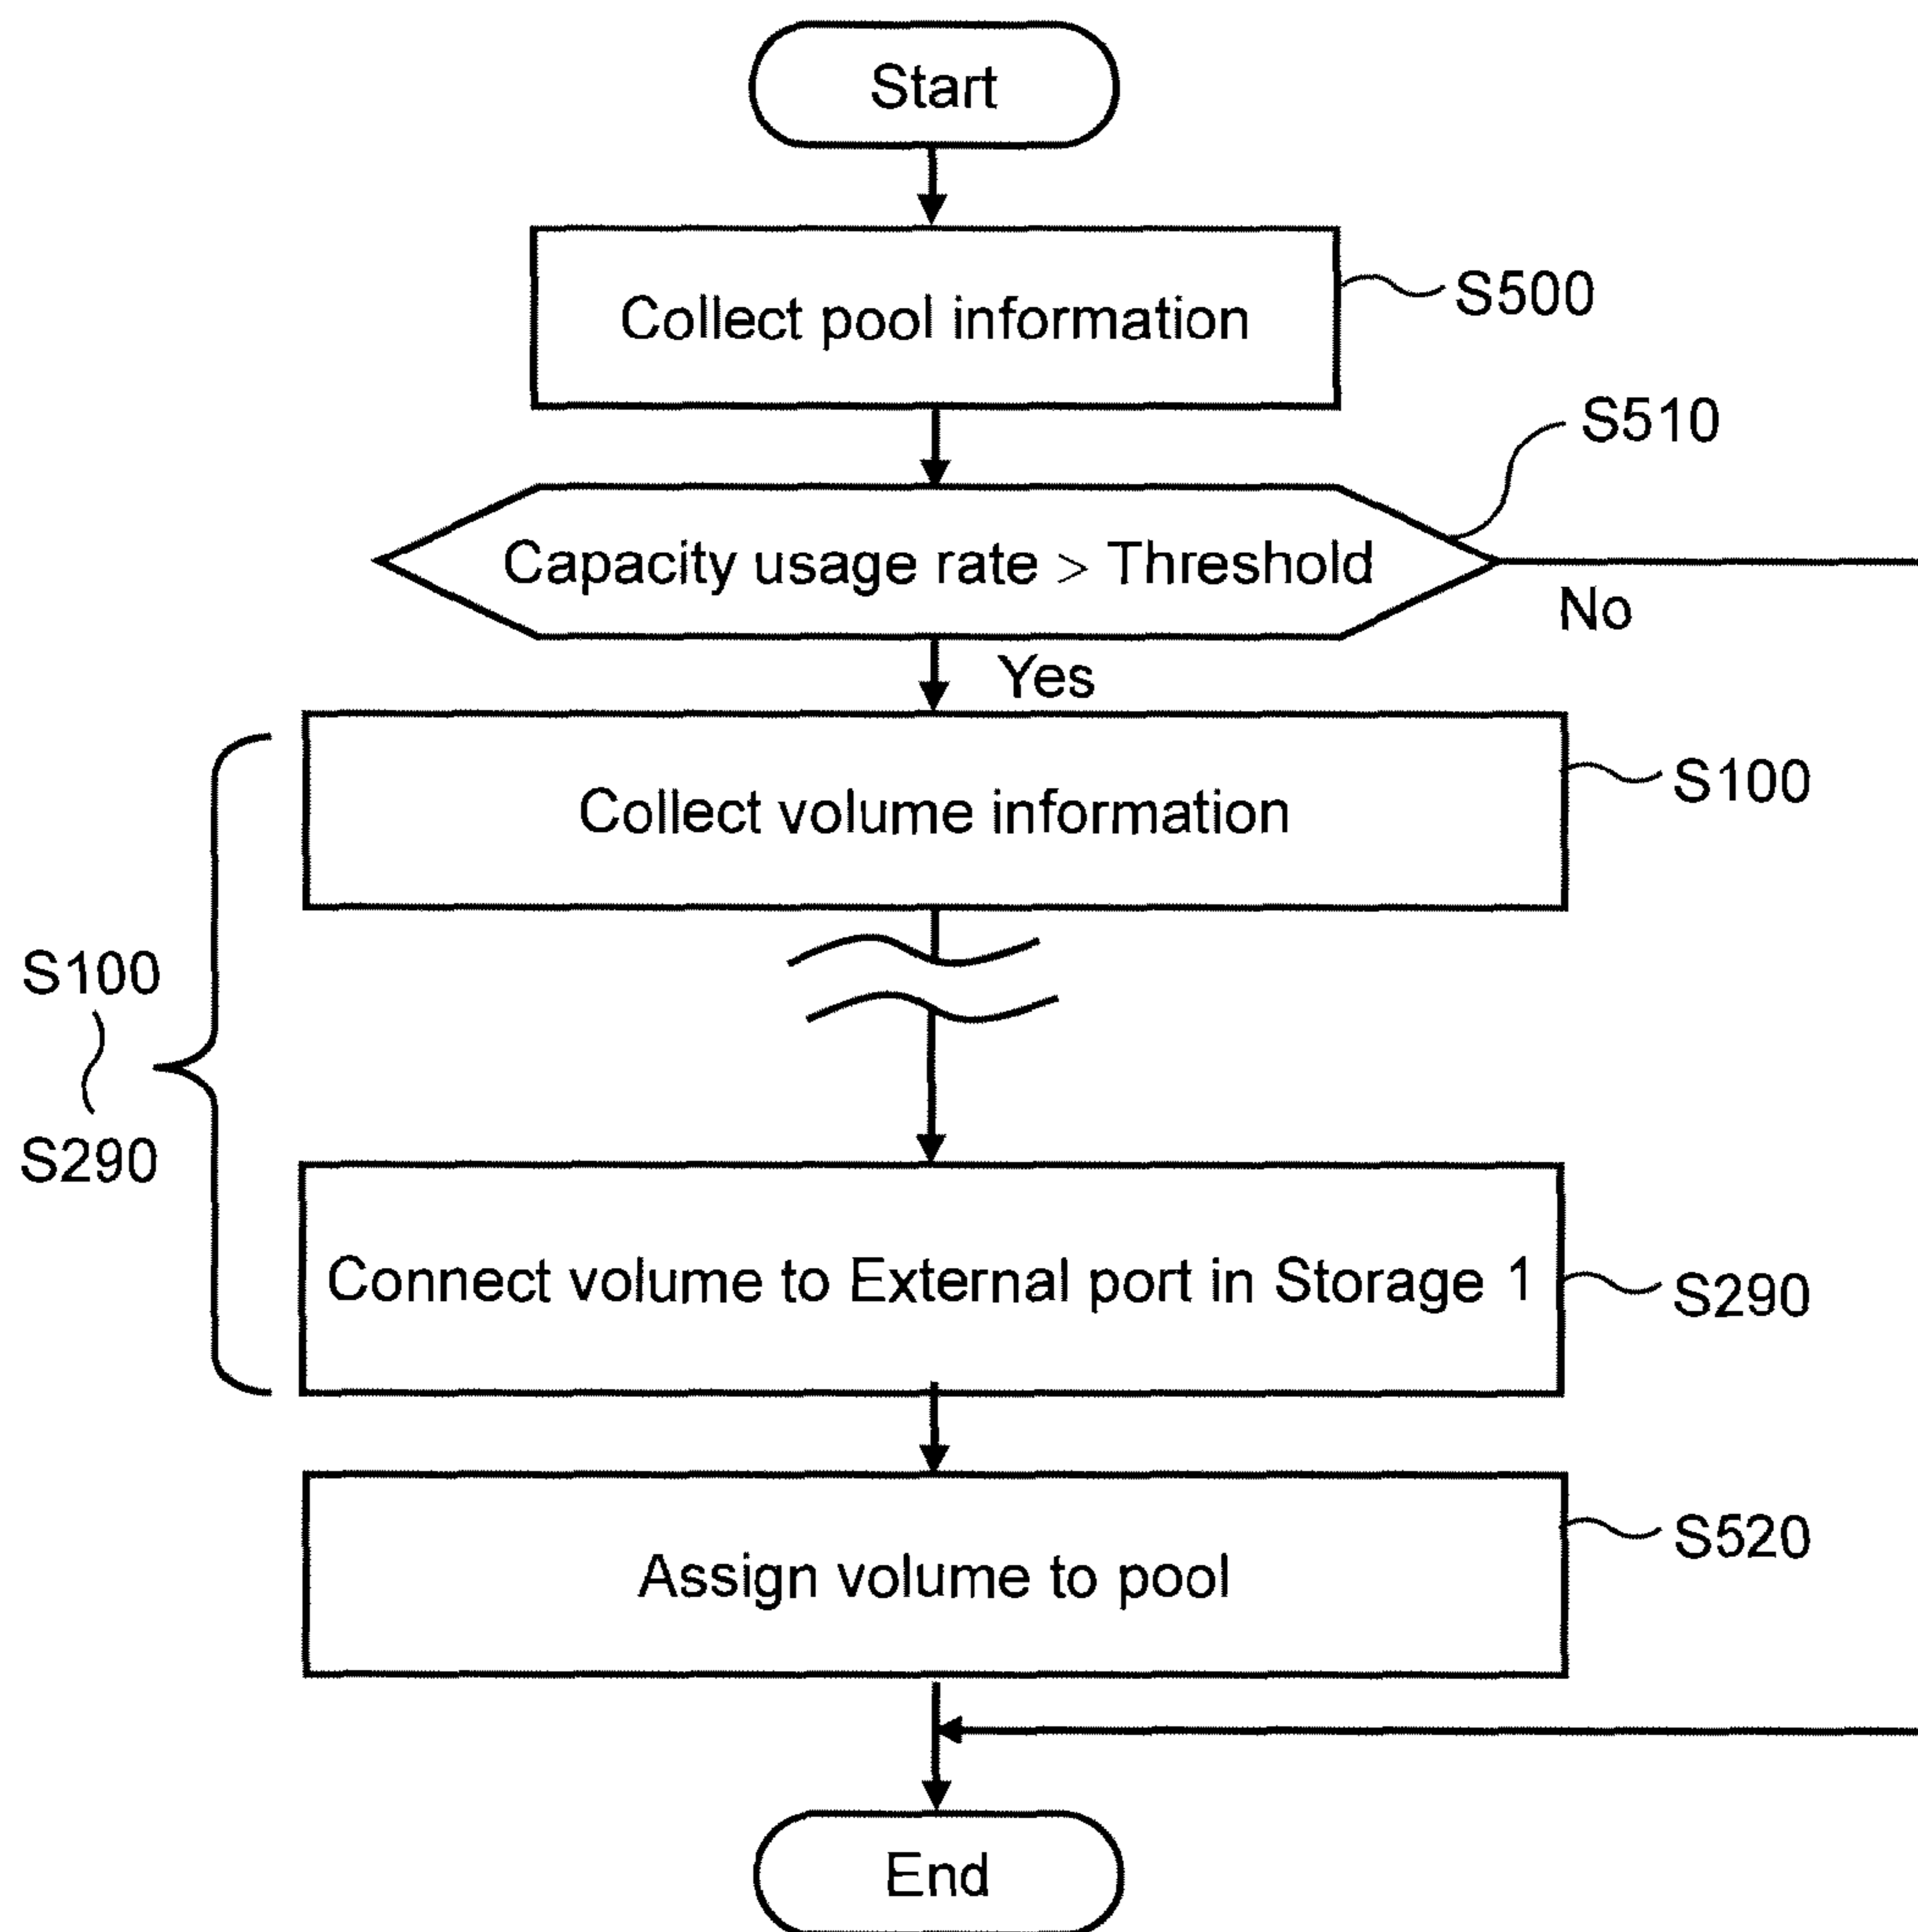 Start
Collect pool information
S500
S510
Capacity usage rate > Threshold
No
Yes
Collect volume information
S100
S100
S290
Connect volume to External port in Storage 1
S290
Assign volume to pool
S520
End